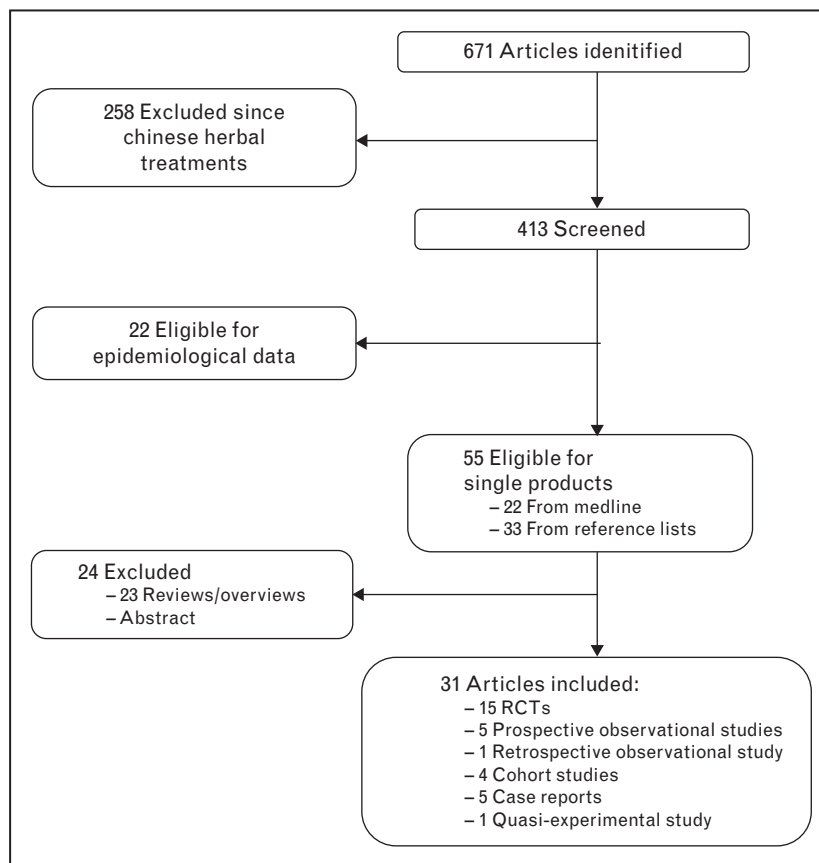 671 Articles idenitified
258 Excluded since
chinese herbal
treatments
413 Screened
22 Eligible for
epidemiological data
55 Eligible for
single products
– 22 From medline
– 33 From reference lists
24 Excluded
– 23 Reviews/overviews
– Abstract
31 Articles included:
– 15 RCTs
– 5 Prospective observational studies
– 1 Retrospective observational study
– 4 Cohort studies
– 5 Case reports
– 1 Quasi-experimental study